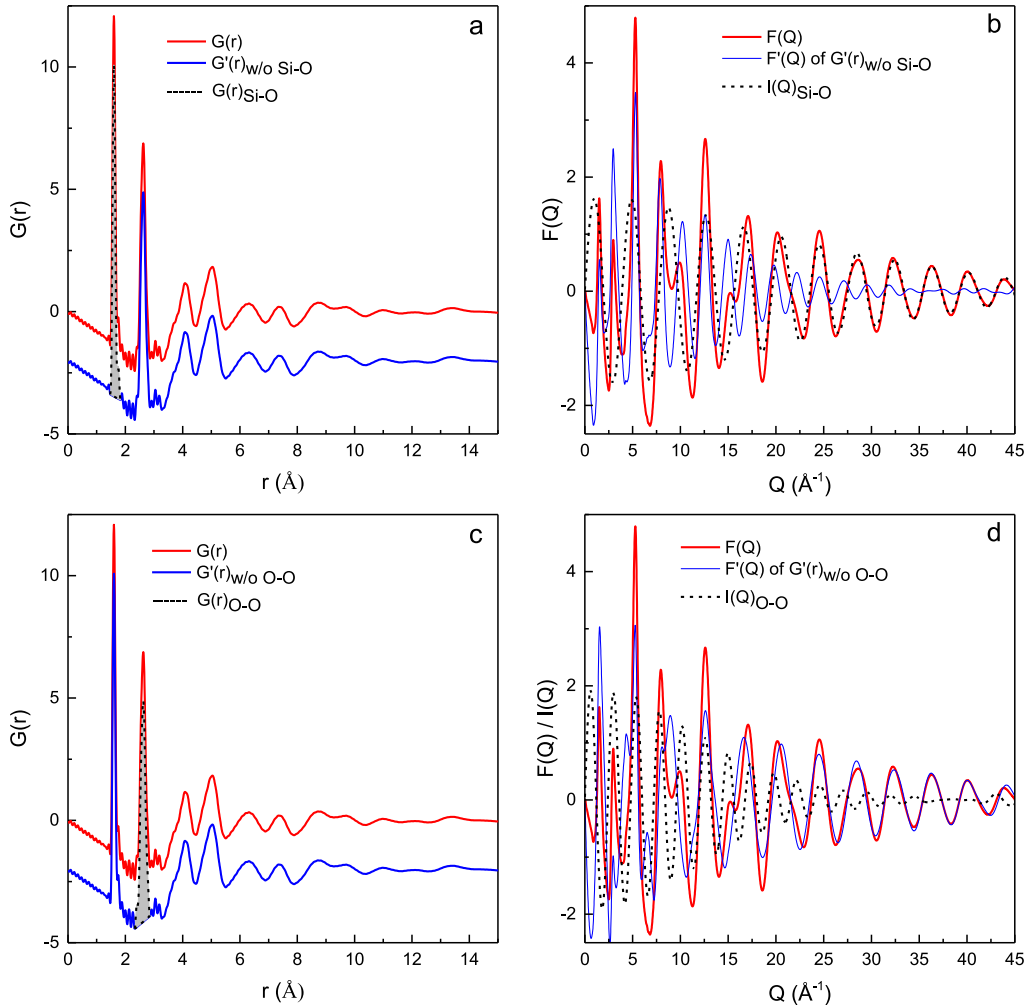 a
G(r)
G'(r)w/o Si-O
G(r)Si-O
10
5
0
-5
G(r)
0 2 4 6 8 10 12 14
r (Å)
b
F(Q)
F'(Q) of G'(r)w/o Si-O
I(Q)Si-O
4
2
0
-2
F(Q)
0 5 10 15 20 25 30 35 40 45
Q (Å-1)
c
G(r)
G'(r)w/o O-O
G(r)O-O
10
5
0
-5
G(r)
0 2 4 6 8 10 12 14
r (Å)
d
F(Q)
F'(Q) of G'(r)w/o O-O
I(Q)O-O
4
2
0
-2
F(Q) / I(Q)
0 5 10 15 20 25 30 35 40 45
Q (Å-1)